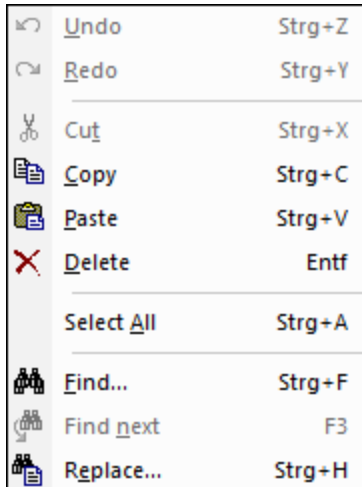 Undo Strg+Z
Redo Strg+Y
Cut Strg+X
Copy Strg+C
Paste Strg+V
Delete Entf
Select All Strg+A
Find... Strg+F
Find next F3
Replace... Strg+H